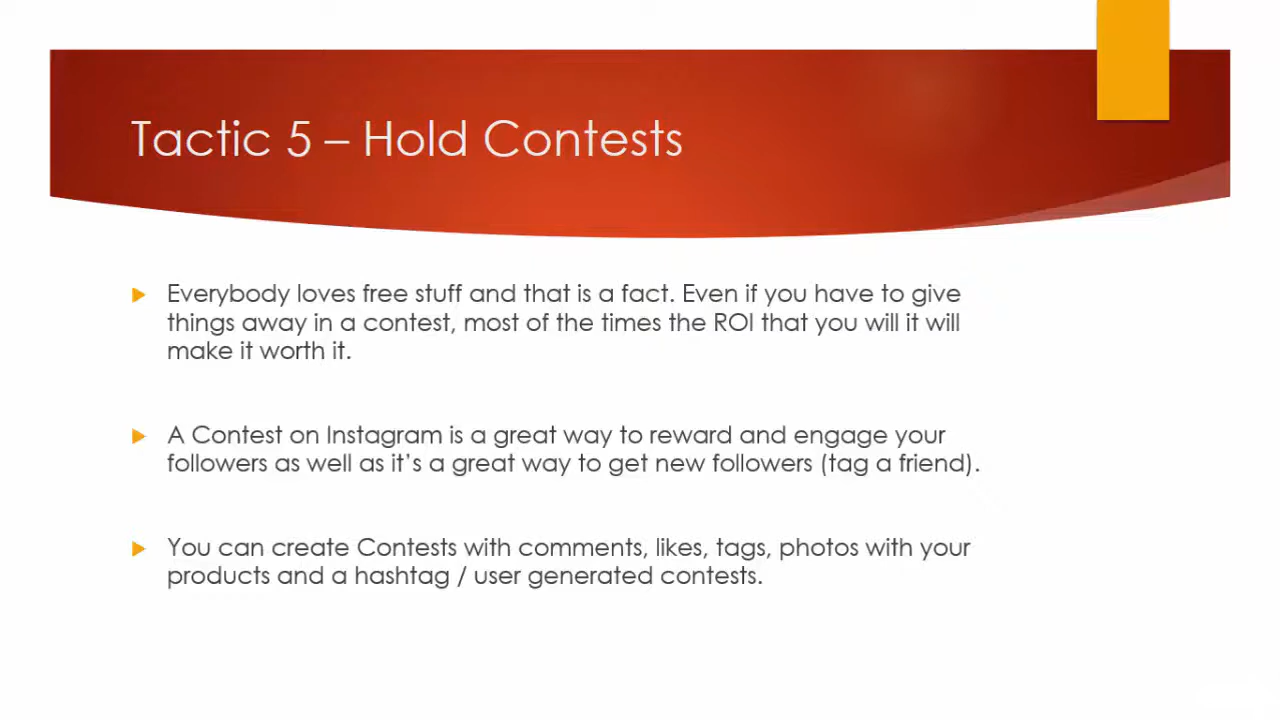 Tactic 5 – Hold Contests
Everybody loves free stuff and that is a fact. Even if you have to give
things away in a contest, most of the times the ROI that you will it will
make it worth it.
A Contest on Instagram is a great way to reward and engage your
followers as well as it’s a great way to get new followers (tag a friend).
You can create Contests with comments, likes, tags, photos with your
products and a hashtag / user generated contests.